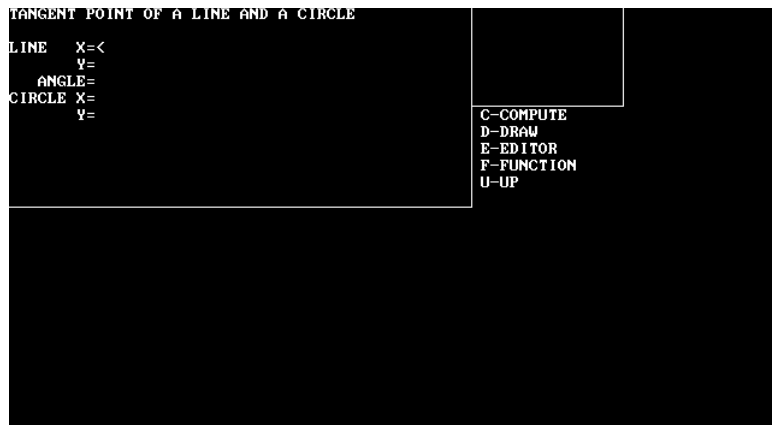 TANGENT POINT OF A LINE AND A CIRCLE
LINE X=<
Y=
ANGLE=
CIRCLE X=
Y=
C-COMPUTE
D-DRAW
E-EDITOR
F-FUNCTION
U-UP